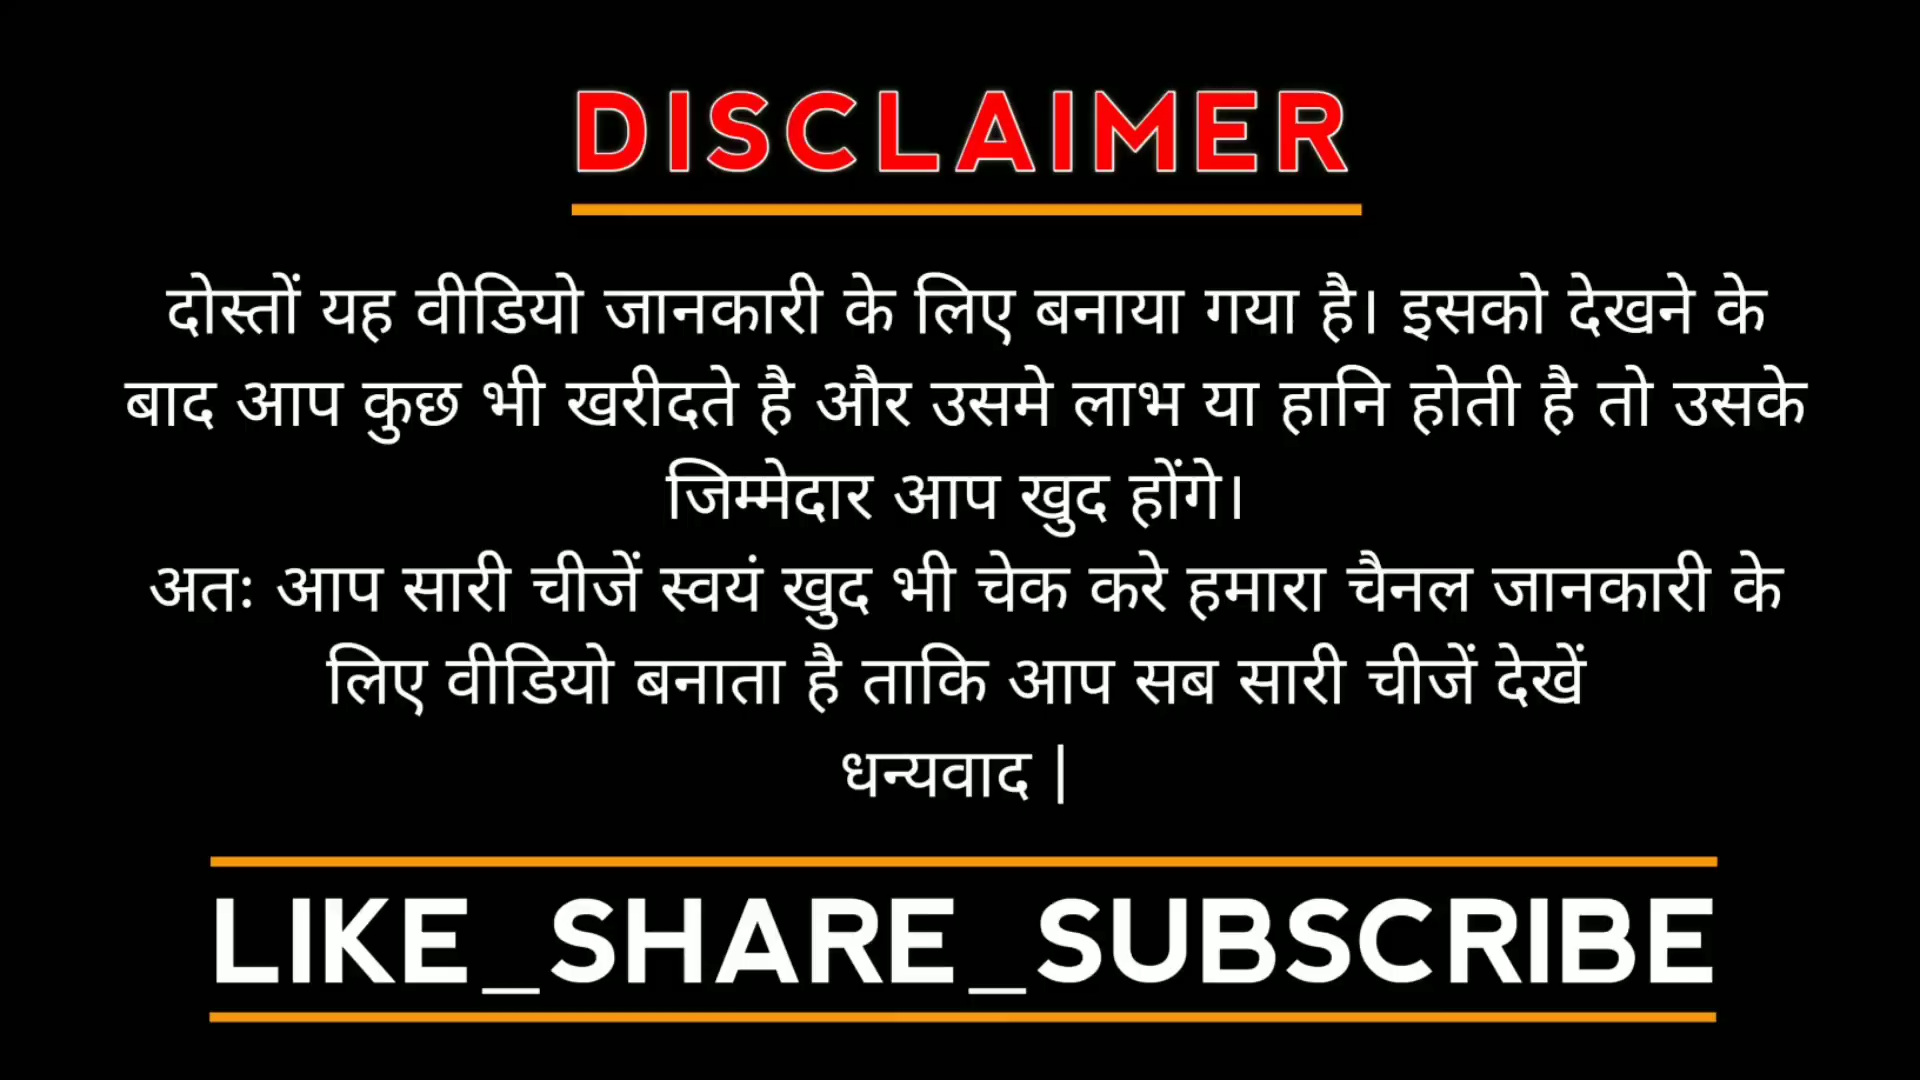 DISCLAIMER
दोस्तों यह वीडियो जानकारी के लिए बनाया गया है। इसको देखने के
बाद आप कुछ भी खरीदते है और उसमे लाभ या हानि होती है तो उसके
जिम्मेदार आप खुद होंगे।
अतः आप सारी चीजें स्वयं खुद भी चेक करे हमारा चैनल जानकारी के
लिए वीडियो बनाता है ताकि आप सब सारी चीजें देखें
धन्यवाद |
LIKE_SHARE_SUBSCRIBE